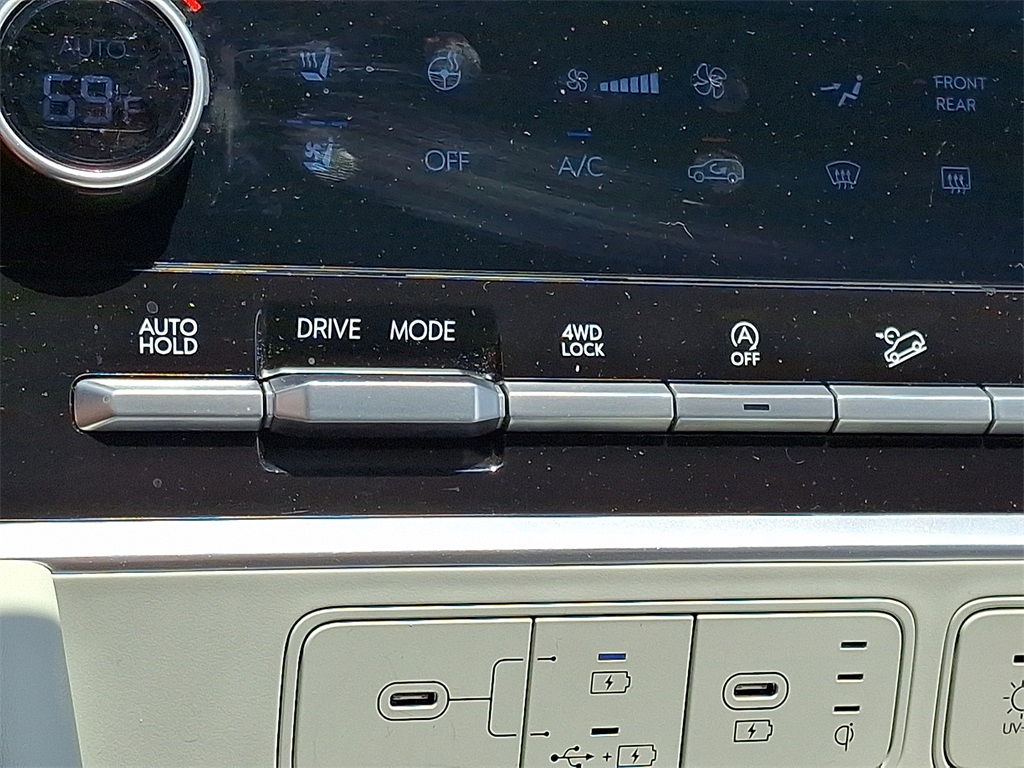 AUTO
69°F
FRONT
REAR
OFF
A/C
AUTO
HOLD
DRIVE MODE
4WD
LOCK
A
OFF
+
UV-